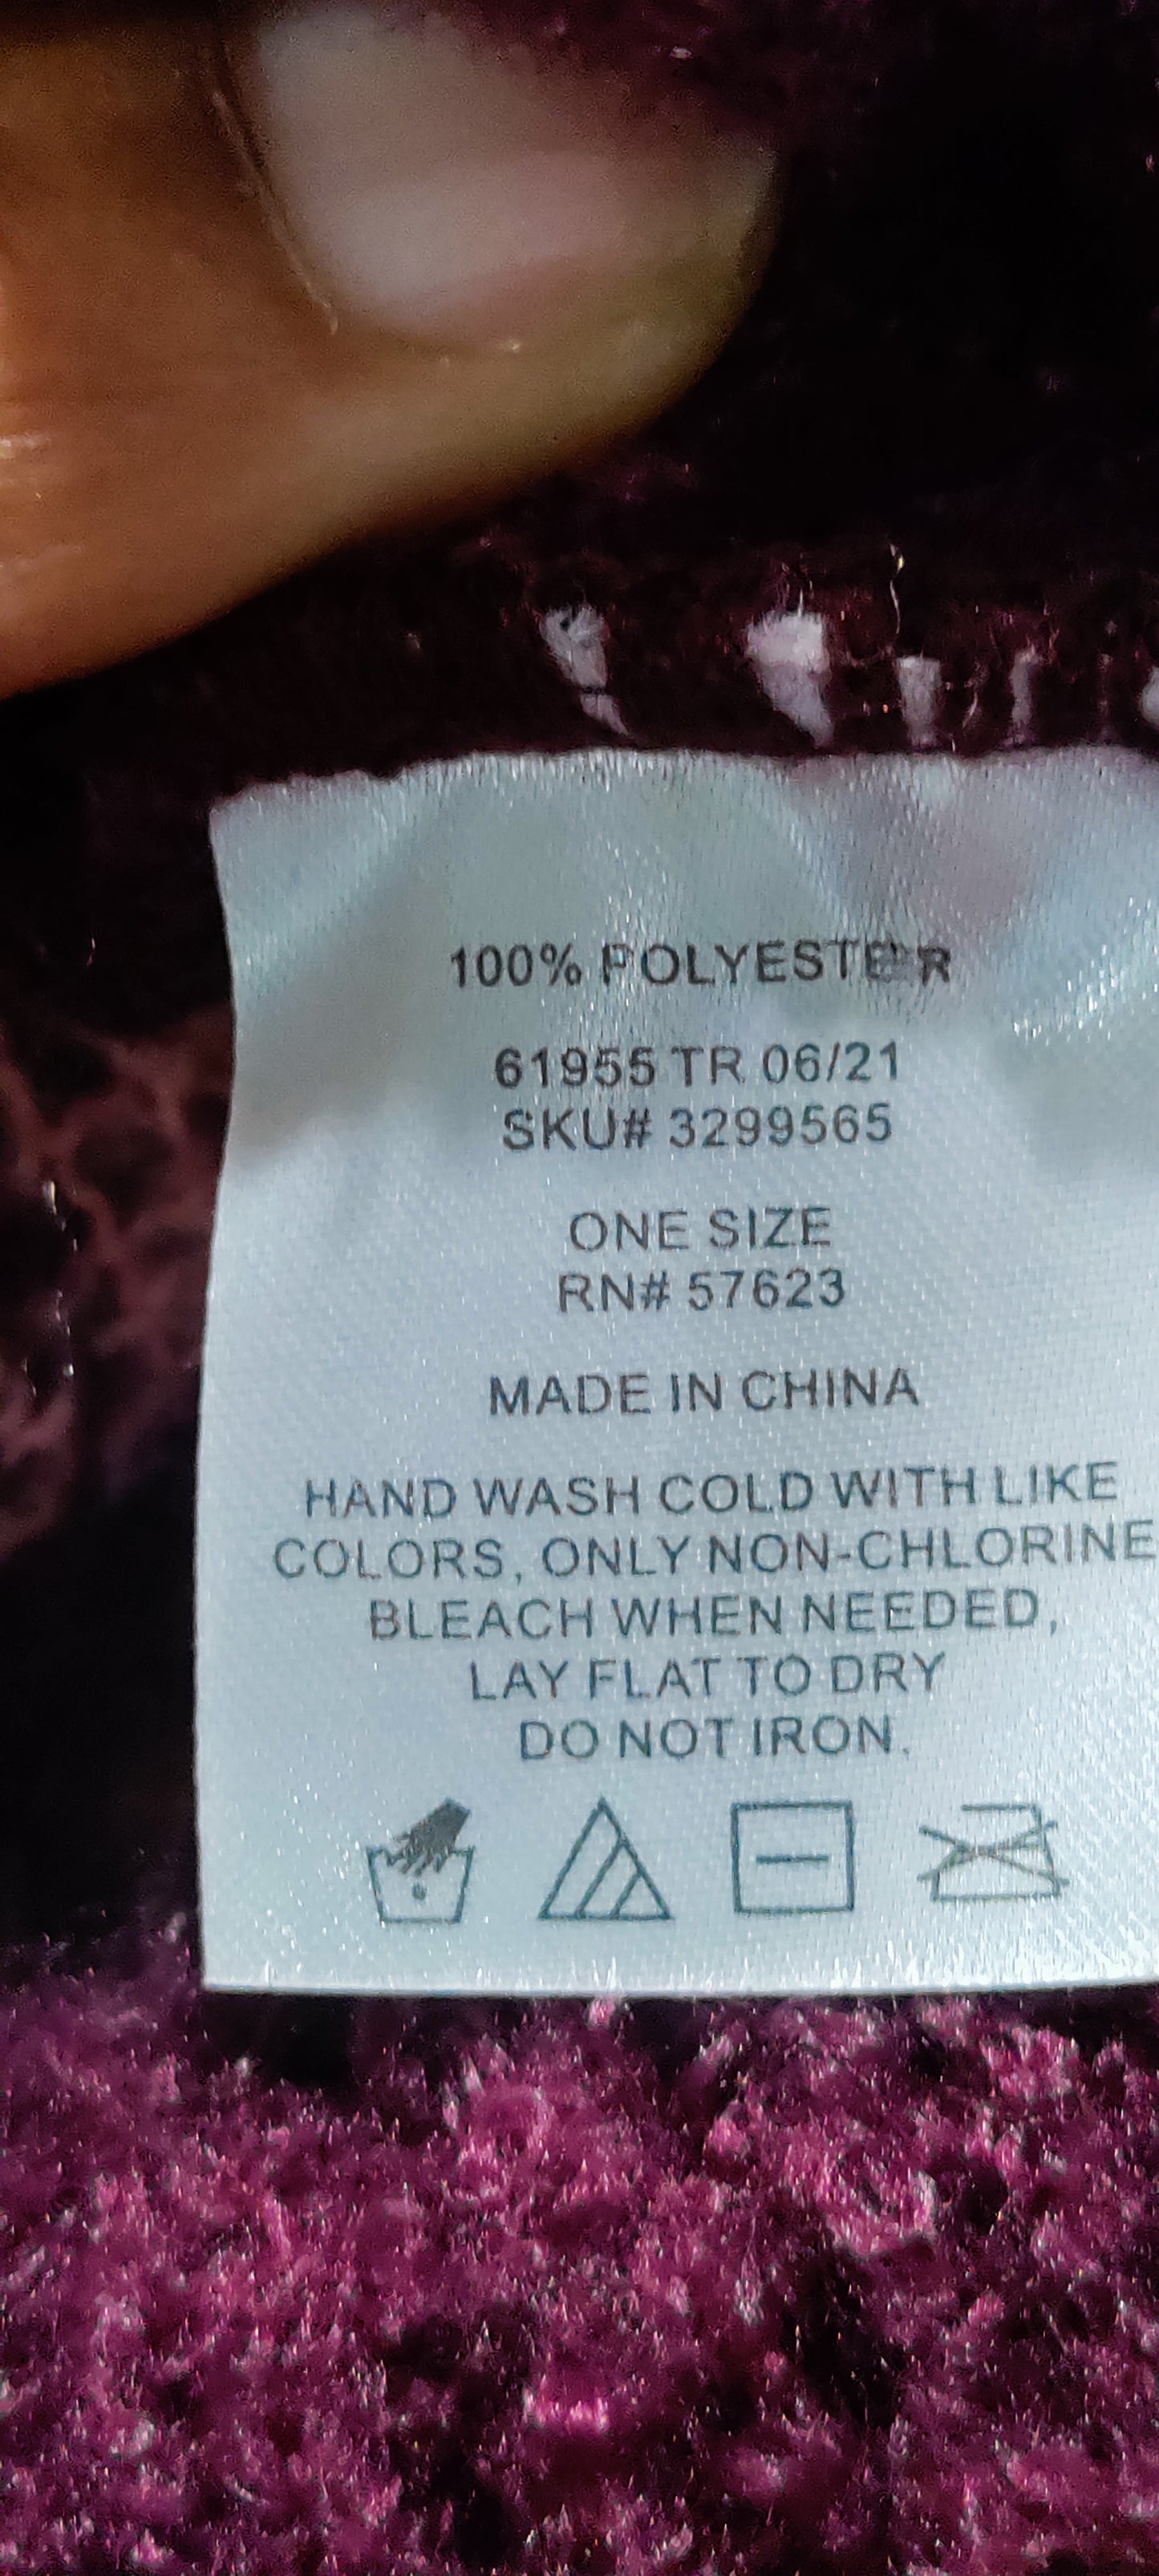 100% POLYESTER
61955 TR 06/21
SKU# 3299565
ONE SIZE
RN# 57623
MADE IN CHINA
HAND WASH COLD WITH LIKE
COLORS, ONLY NON-CHLORINE
BLEACH WHEN NEEDED,
LAY FLAT TO DRY
DO NOT IRON.